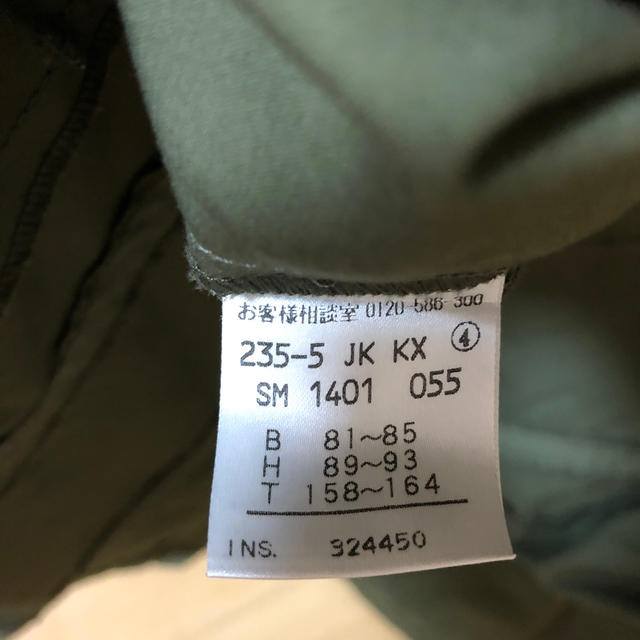 お客様相談室 0120-586-300
235-5 JK KX ④
SM 1401 055
B 81~85
H 89~93
T 158~164
INS. 324450